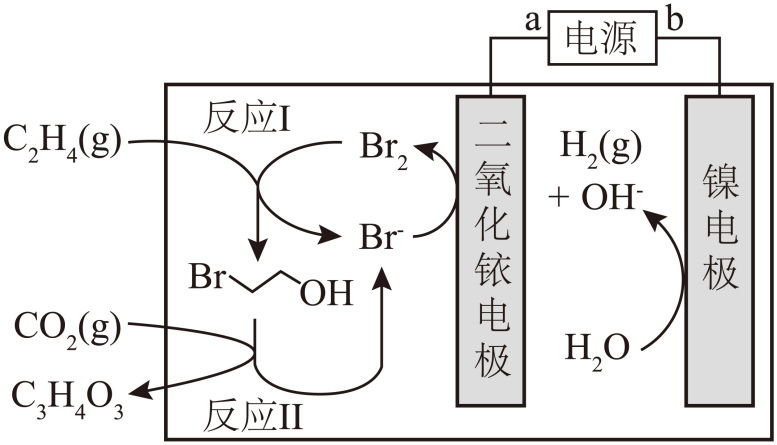 a 电源 b
反应I
C₂H₄(g)
Br₂
H₂(g)
+ OH⁻
Br⁻
Br OH
CO₂(g)
H₂O
C₃H₄O₃
反应II
二氧化铱电极
镍电极